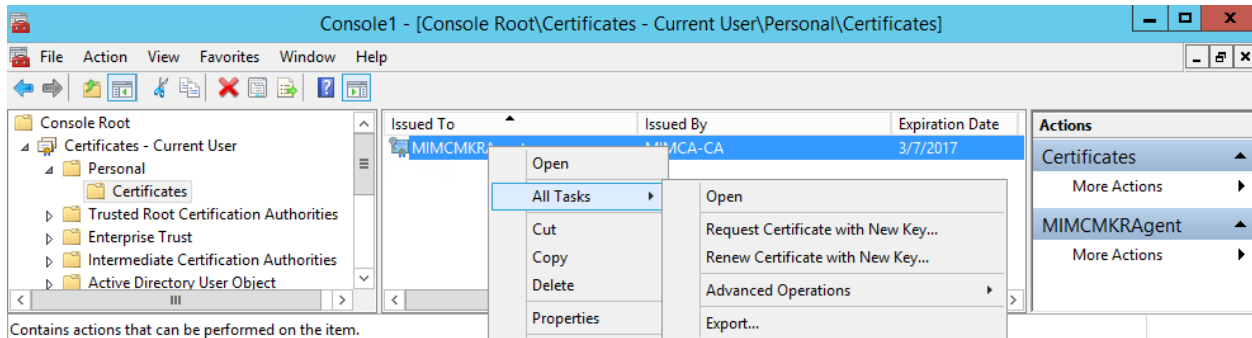 Console1 - [Console Root\Certificates - Current User\Personal\Certificates]
File Action View Favorites Window Help
Console Root
Certificates - Current User
Personal
Certificates
Trusted Root Certification Authorities
Enterprise Trust
Intermediate Certification Authorities
Active Directory User Object
Issued To Issued By Expiration Date
MIMCMKRA MIMCA-CA 3/7/2017
Open
All Tasks
Cut
Copy
Delete
Properties
Open
Request Certificate with New Key...
Renew Certificate with New Key...
Advanced Operations
Export...
Actions
Certificates
More Actions
MIMCMKRAgent
More Actions
Contains actions that can be performed on the item.